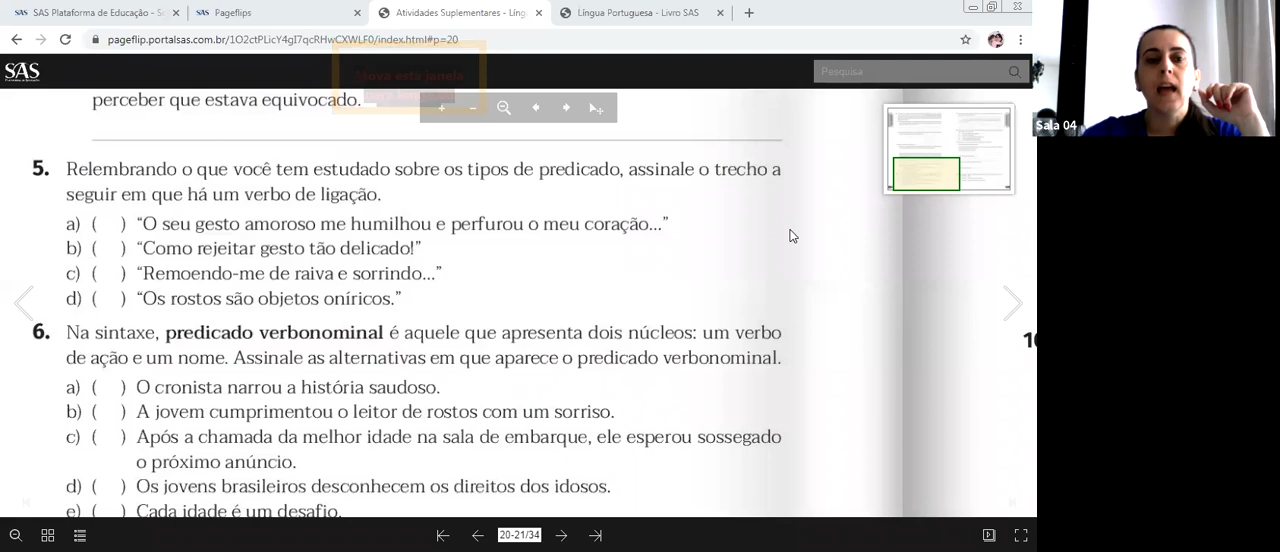 SAS Plataforma de Educação - S
Pageflips
Atividades Suplementares - Líng
Língua Portuguesa - Livro SAS
pageflip.portalsas.com.br/1O2ctPLicY4qI7qcRHwCXWLF0/index.html#p=20
SAS
Mova esta janela
Pesquisa
Sala 04
perceber que estava equivocado.
5. Relembrando o que você tem estudado sobre os tipos de predicado, assinale o trecho a
seguir em que há um verbo de ligação.
a) ( ) “O seu gesto amoroso me humilhou e perfurou o meu coração...”
b) ( ) “Como rejeitar gesto tão delicado!”
c) ( ) “Remoendo-me de raiva e sorrindo...”
d) ( ) “Os rostos são objetos oníricos.”
6. Na sintaxe, predicado verbonominal é aquele que apresenta dois núcleos: um verbo
de ação e um nome. Assinale as alternativas em que aparece o predicado verbonominal.
a) ( ) O cronista narrou a história saudoso.
b) ( ) A jovem cumprimentou o leitor de rostos com um sorriso.
c) ( ) Após a chamada da melhor idade na sala de embarque, ele esperou sossegado
o próximo anúncio.
d) ( ) Os jovens brasileiros desconhecem os direitos dos idosos.
e) ( ) Cada idade é um desafio.
20-21/34